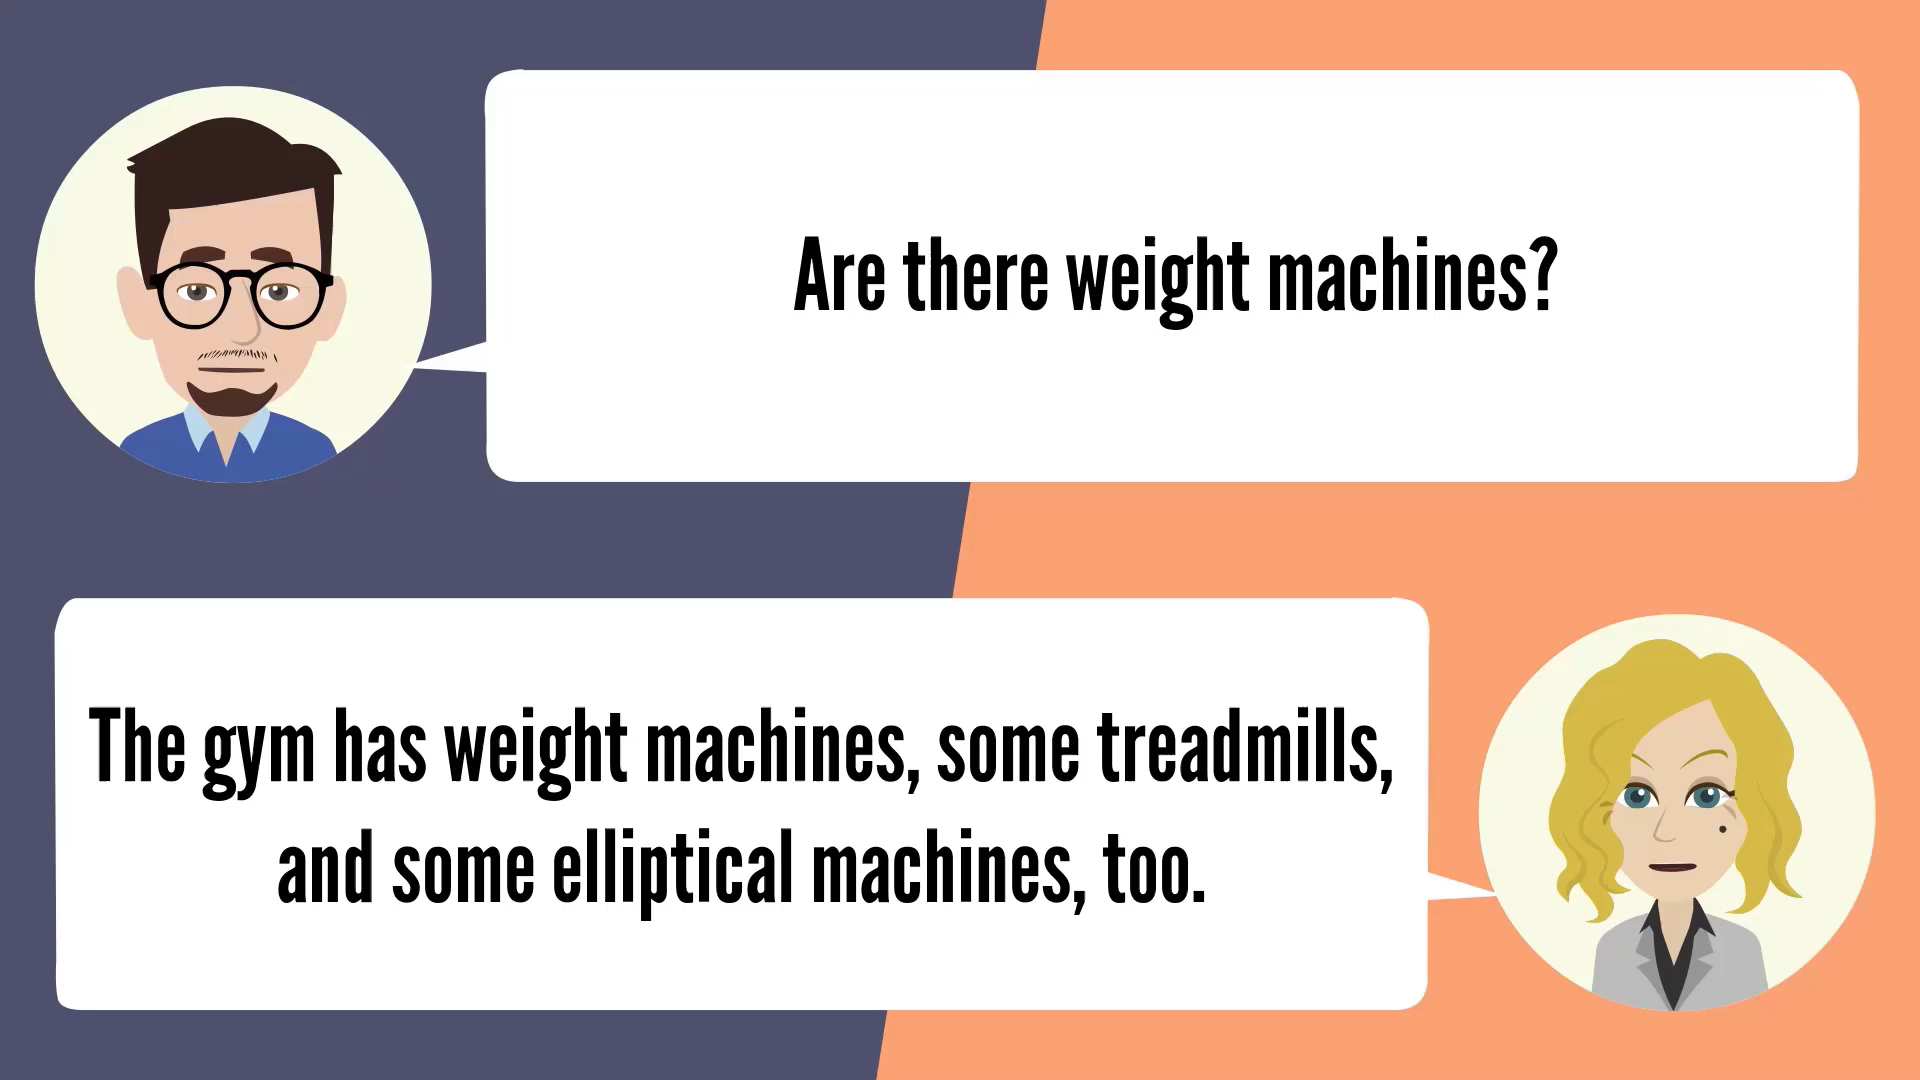 Are there weight machines?
The gym has weight machines, some treadmills,
and some elliptical machines, too.